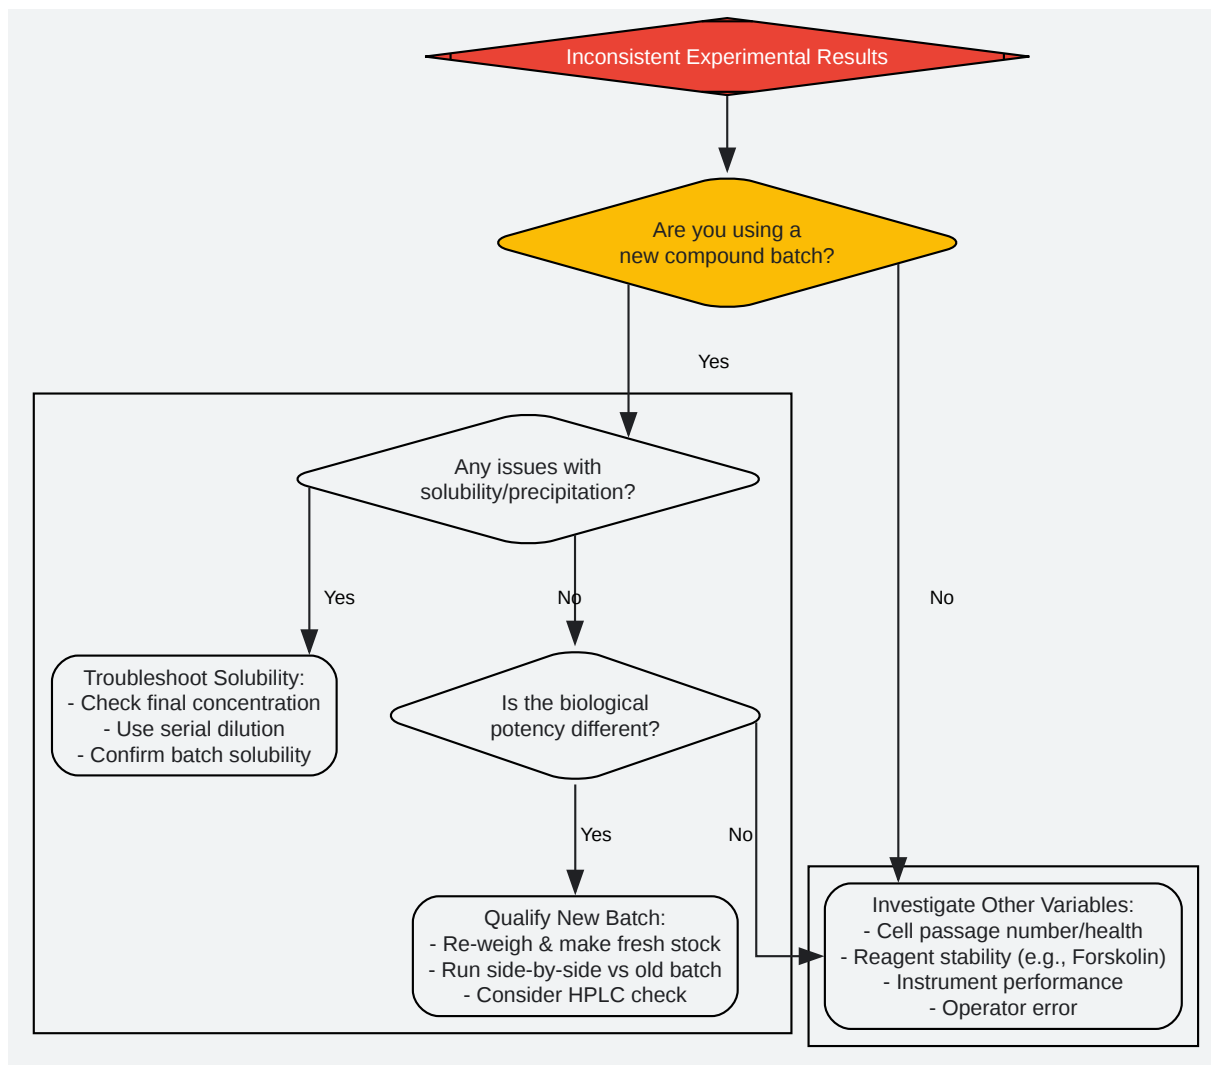 Inconsistent Experimental Results
Are you using a
new compound batch?
Yes
Any issues with
solubility/precipitation?
Yes
No
No
Troubleshoot Solubility:
- Check final concentration
- Use serial dilution
- Confirm batch solubility
Is the biological
potency different?
Yes
No
Qualify New Batch:
- Re-weigh & make fresh stock
- Run side-by-side vs old batch
- Consider HPLC check
Investigate Other Variables:
- Cell passage number/health
- Reagent stability (e.g., Forskolin)
- Instrument performance
- Operator error